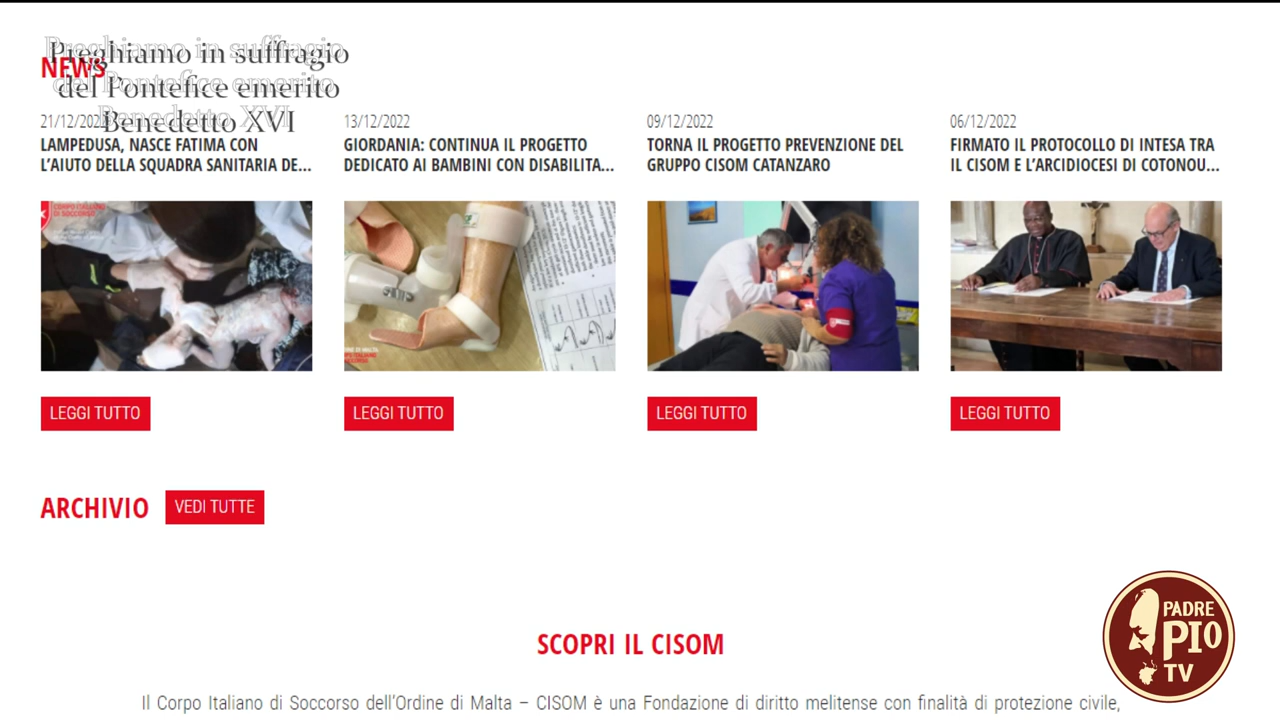 Preghiamo in suffragio
del Pontefice emerito
Benedetto XVI
NEWS
21/12/2022
LAMPEDUSA, NASCE FATIMA CON
L'AIUTO DELLA SQUADRA SANITARIA DE...
13/12/2022
GIORDANIA: CONTINUA IL PROGETTO
DEDICATO AI BAMBINI CON DISABILITA...
09/12/2022
TORNA IL PROGETTO PREVENZIONE DEL
GRUPPO CISOM CATANZARO
06/12/2022
FIRMATO IL PROTOCOLLO DI INTESA TRA
IL CISOM E L'ARCIDIOCESI DI COTONOU...
CORPO ITALIANO
DI SOCCORSO
LEGGI TUTTO
LEGGI TUTTO
LEGGI TUTTO
LEGGI TUTTO
ARCHIVIO
VEDI TUTTE
SCOPRI IL CISOM
Il Corpo Italiano di Soccorso dell'Ordine di Malta – CISOM è una Fondazione di diritto melitense con finalità di protezione civile,
PADRE
PIO
TV